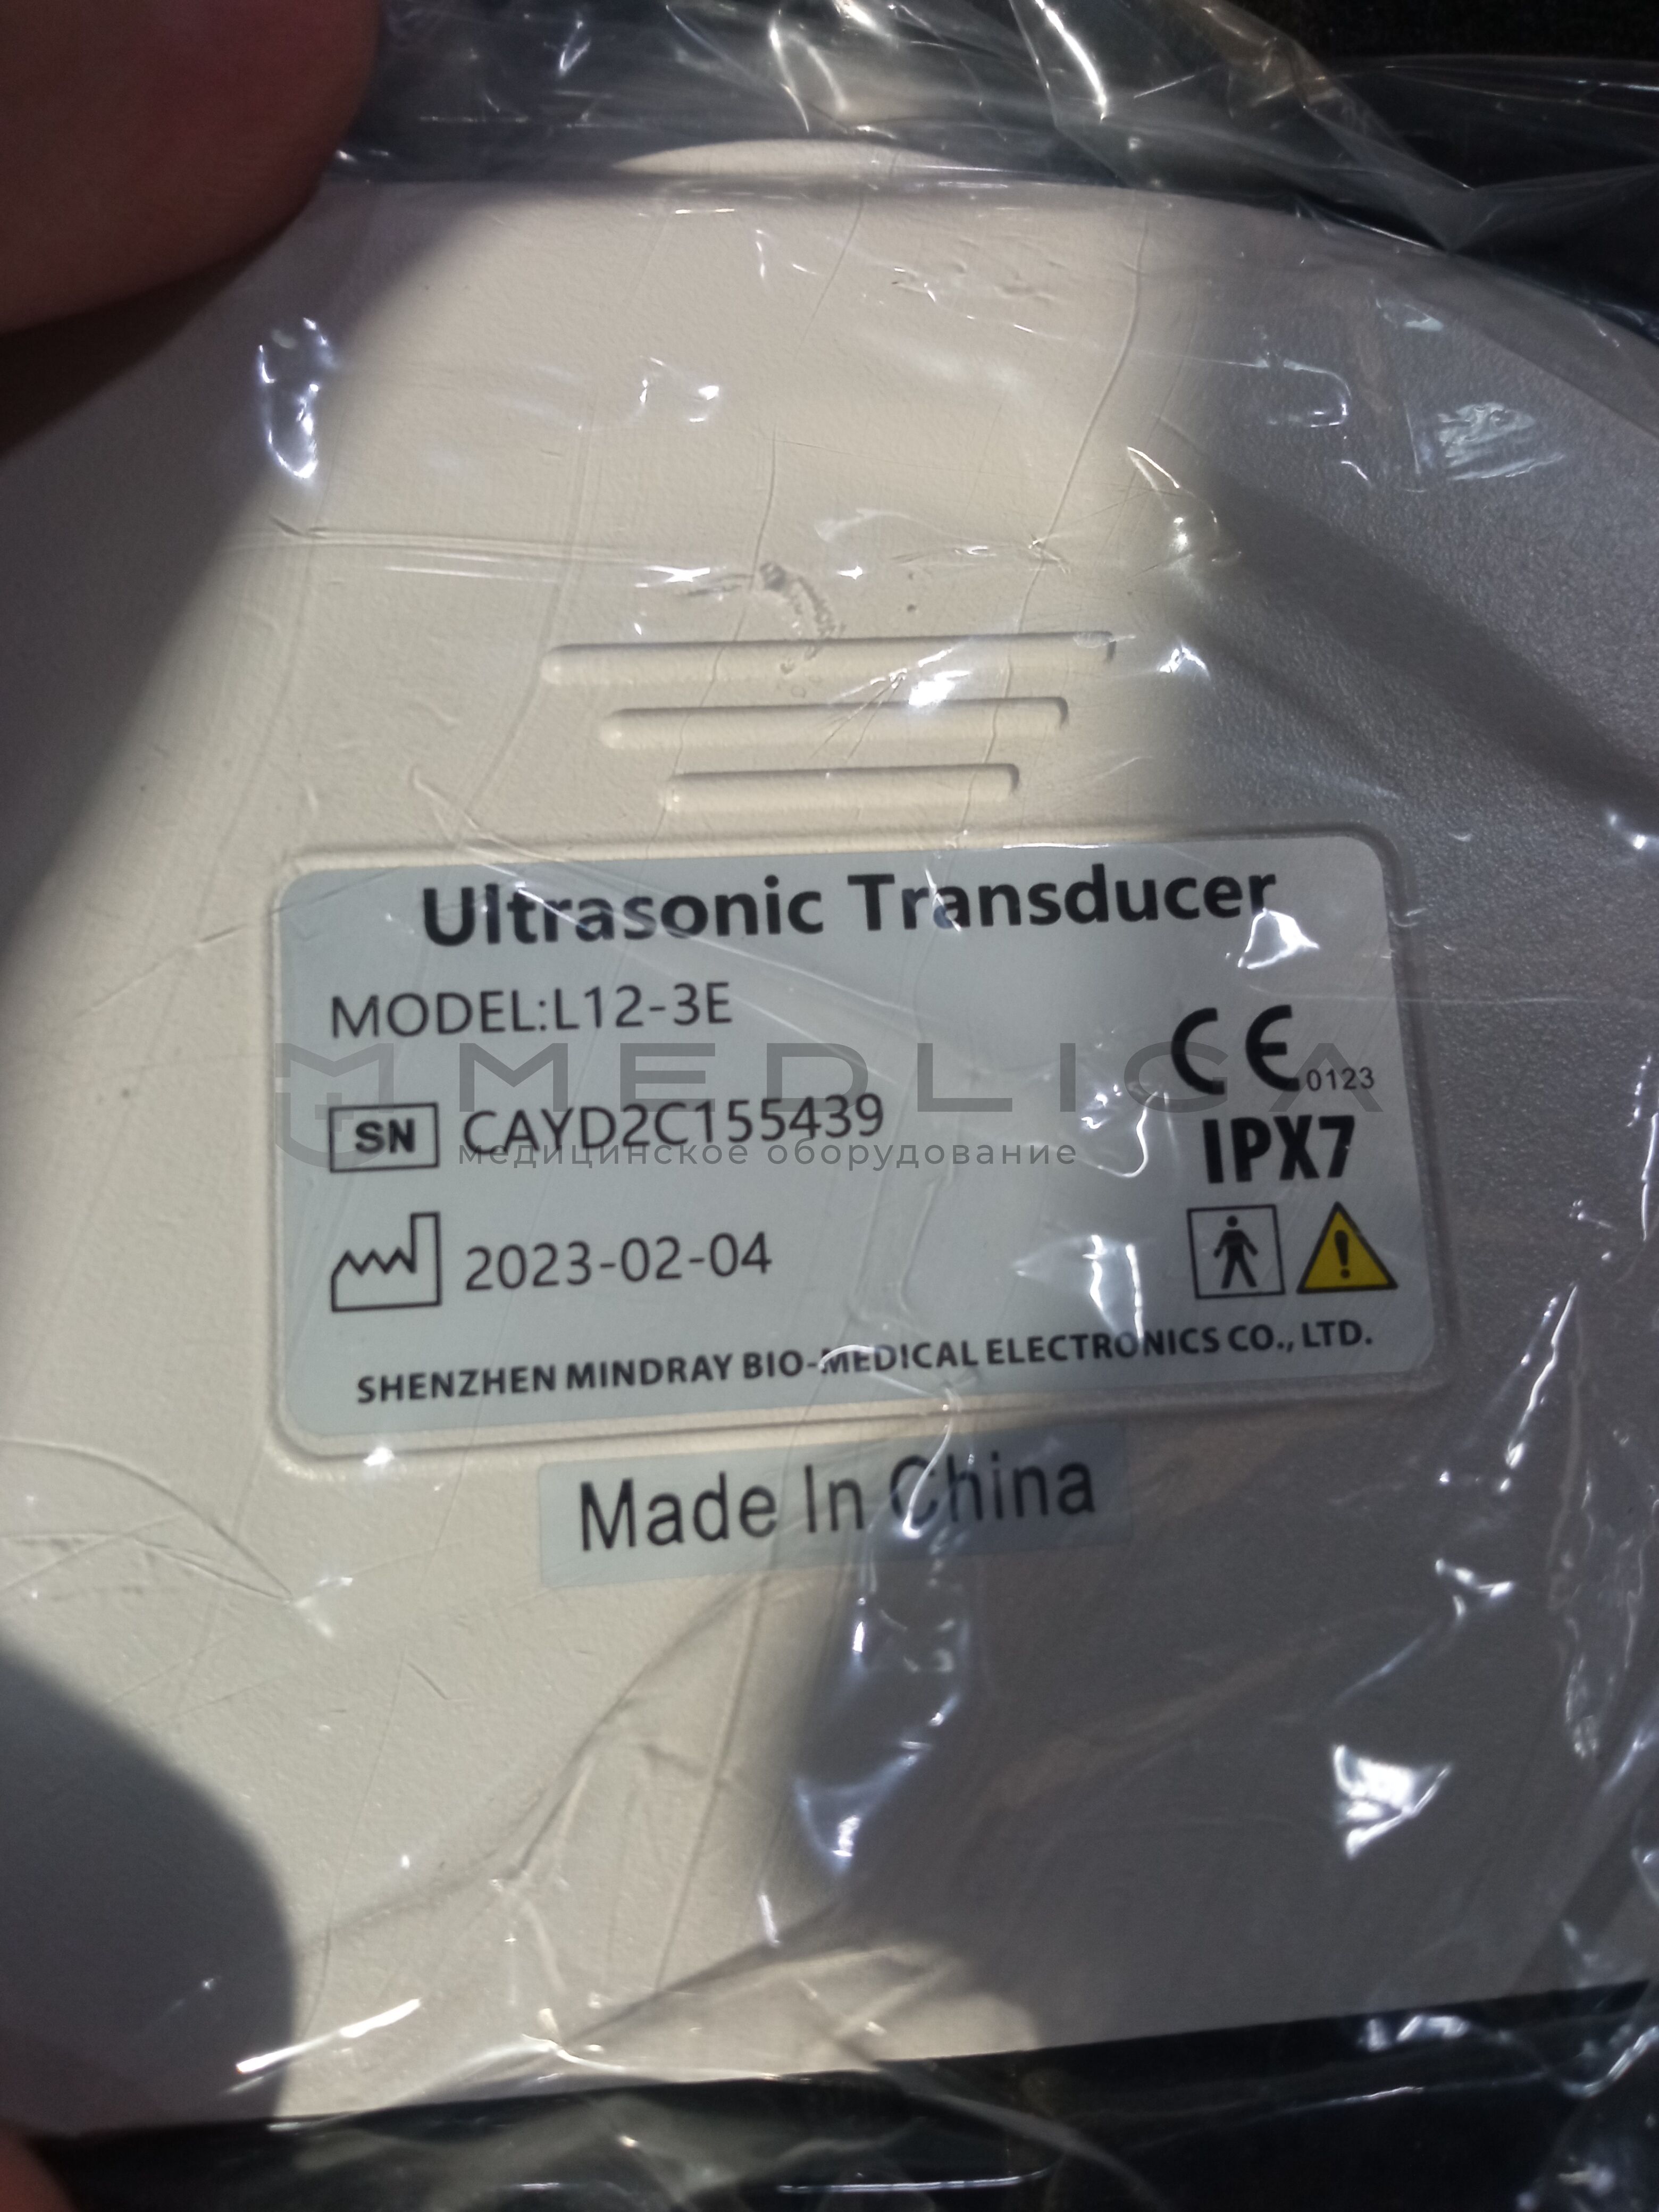 Ultrasonic Transducer
MODEL:L12-3E
CE 0123
MEDLIGA
SN CAYD2C155439
медицинское оборудование
IPX7
2023-02-04
SHENZHEN MINDRAY BIO-MEDICAL ELECTRONICS CO., LTD.
Made In China